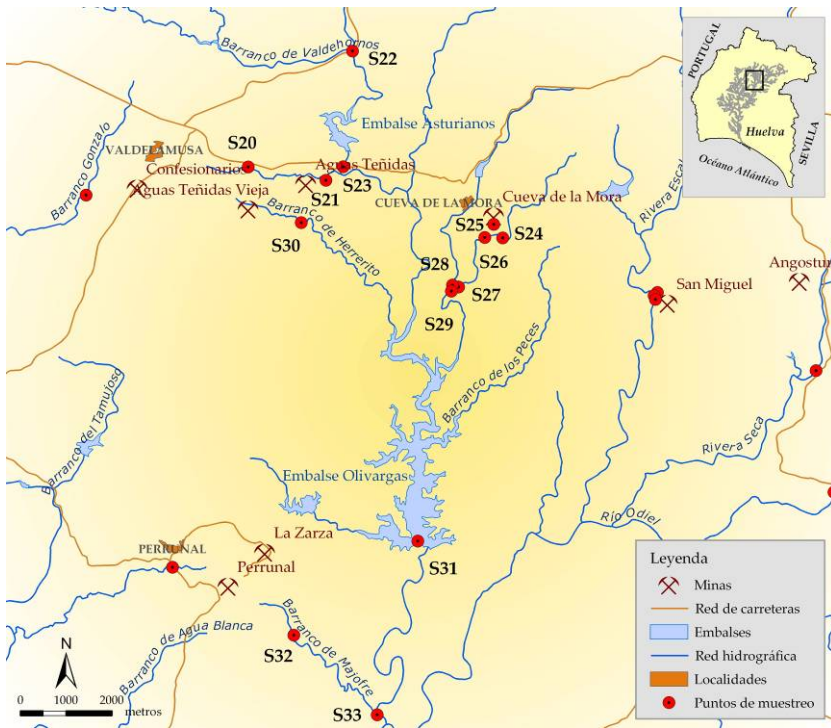 Barranco de Valdehornos
S22
PORTUGAL
Huelva
SEVILLA
Océano Atlántico
Embalse Asturianos
S20
VALDELAMUSA
Confesionario
Aguas Teñidas
S23
Barranco Gonzalo
Aguas Teñidas Vieja
S21
CUEVA DE LA MORA
Cueva de la Mora
Rivera Escal
Barranco de Herrerito
S25
S24
S30
S26
S28
S27
San Miguel
Angostur
S29
Barranco de los Peces
Barranco del Tamujoso
Rivera Seca
Embalse Olivargas
Río Odiel
La Zarza
PERRUNAL
Perrunal
S31
Leyenda
Minas
Red de carreteras
Embalses
Red hidrográfica
Localidades
Puntos de muestreo
Barranco de Agua Blanca
S32
Barranco de Majofre
S33
N
0 1000 2000
metros